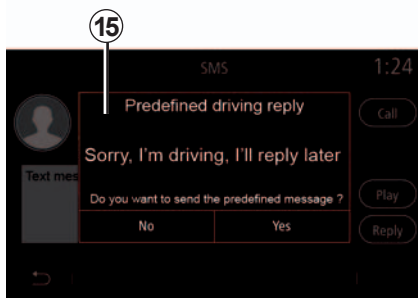 15
SMS
1:24
Predefined driving reply
Call
Sorry, I'm driving, I'll reply later
Text mes
Do you want to send the predefined message ?
Play
No
Yes
Reply